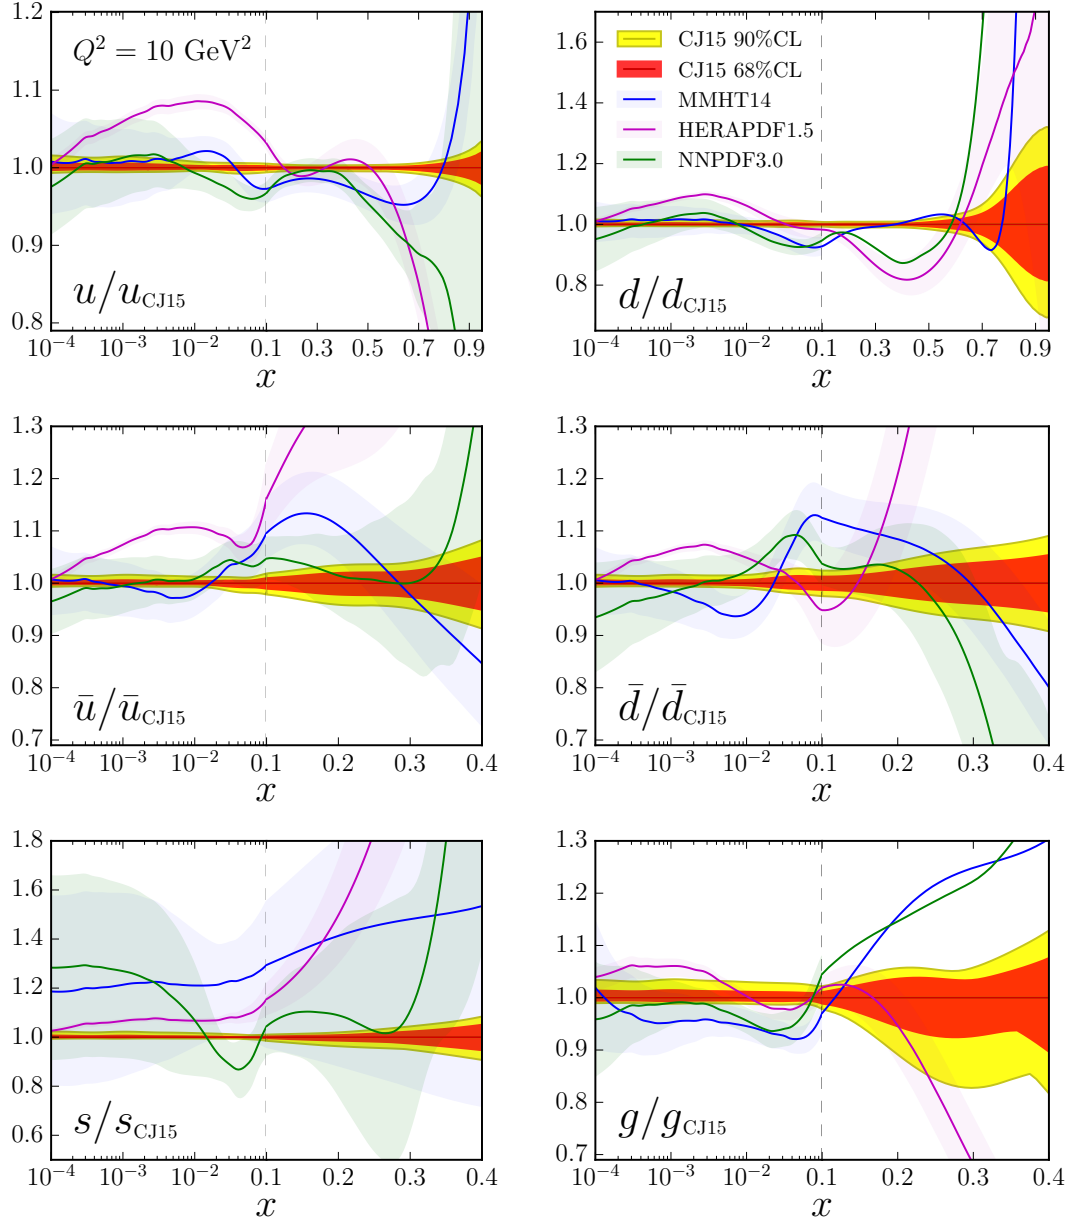 Q² = 10 GeV²
1.2
1.1
1.0
0.9
0.8
u/u_CJ15
10⁻⁴ 10⁻³ 10⁻² 0.1 0.3 0.5 0.7 0.9
x
CJ15 90%CL
CJ15 68%CL
MMHT14
HERAPDF1.5
NNPDF3.0
1.6
1.4
1.2
1.0
0.8
d/d_CJ15
10⁻⁴ 10⁻³ 10⁻² 0.1 0.3 0.5 0.7 0.9
x
1.3
1.2
1.1
1.0
0.9
0.8
0.7
ū/ū_CJ15
10⁻⁴ 10⁻³ 10⁻² 0.1 0.2 0.3 0.4
x
1.3
1.2
1.1
1.0
0.9
0.8
0.7
d̄/d̄_CJ15
10⁻⁴ 10⁻³ 10⁻² 0.1 0.2 0.3 0.4
x
1.8
1.6
1.4
1.2
1.0
0.8
0.6
s/s_CJ15
10⁻⁴ 10⁻³ 10⁻² 0.1 0.2 0.3 0.4
x
1.3
1.2
1.1
1.0
0.9
0.8
0.7
g/g_CJ15
10⁻⁴ 10⁻³ 10⁻² 0.1 0.2 0.3 0.4
x